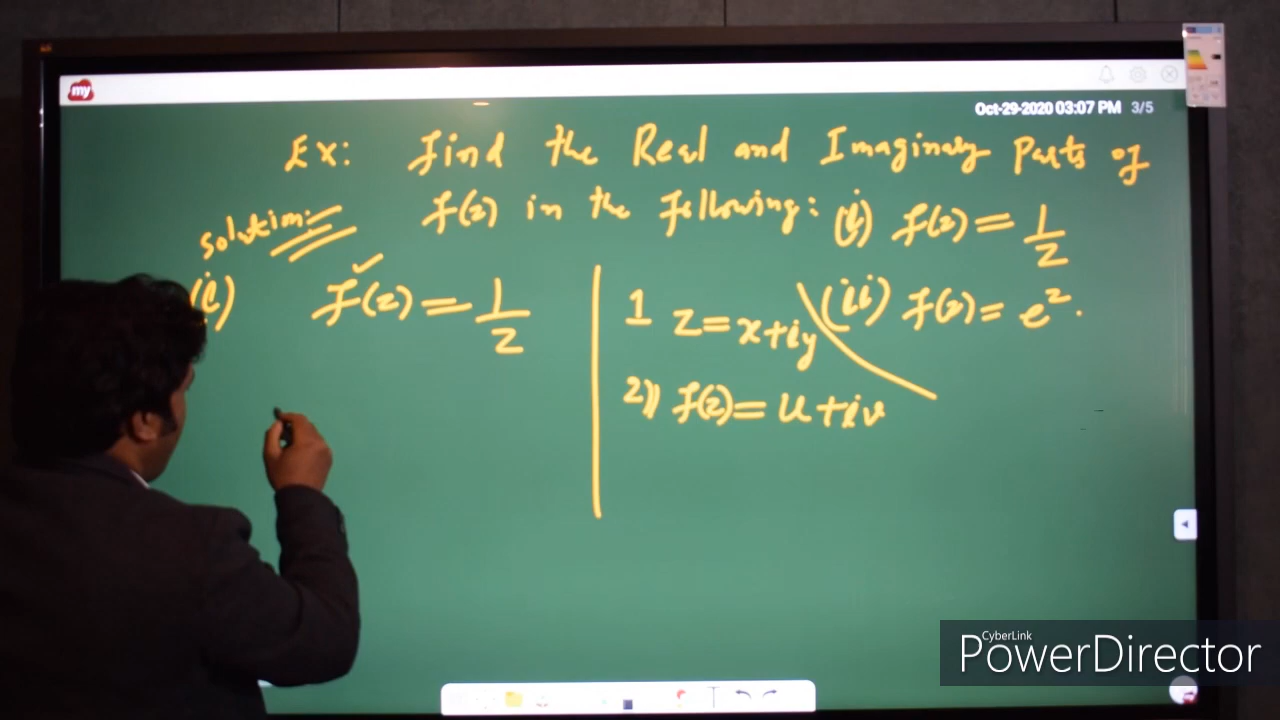 my
Oct-29-2020 03:07 PM 3/5
Ex: Find the Real and Imaginary Parts of
f(z) in the following: (i) f(z) = 1/z
Solution:
(i) f(z) = 1/z
1 z = x+iy
(ii) f(z) = e^z.
2) f(z) = u+iv
CyberLink
PowerDirector